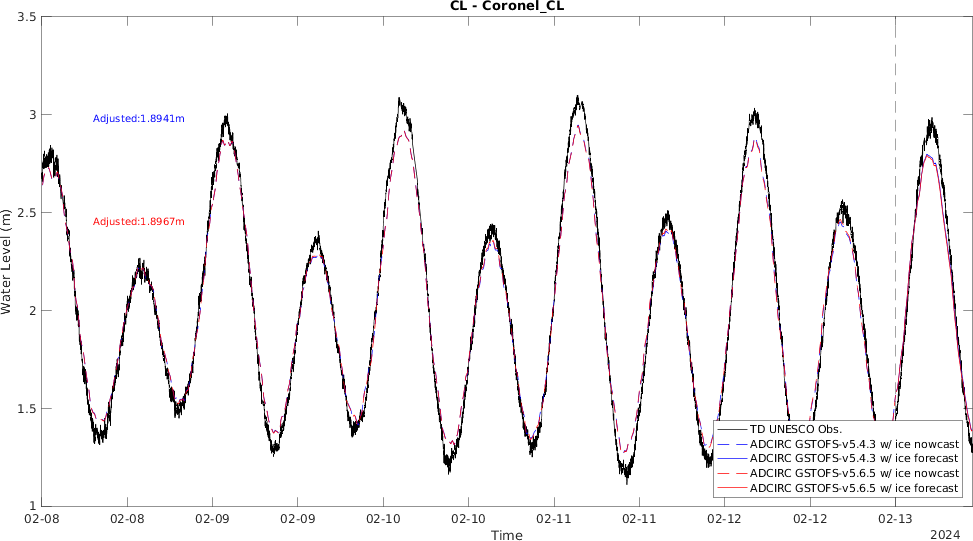 CL - Coronel_CL
3.5
3
2.5
2
1.5
1
Water Level (m)
Adjusted:1.8941m
Adjusted:1.8967m
TD UNESCO Obs.
ADCIRC GSTOFS-v5.4.3 w/ ice nowcast
ADCIRC GSTOFS-v5.4.3 w/ ice forecast
ADCIRC GSTOFS-v5.6.5 w/ ice nowcast
ADCIRC GSTOFS-v5.6.5 w/ ice forecast
02-08 02-08 02-09 02-09 02-10 02-10 02-11 02-11 02-12 02-12 02-13
Time
2024